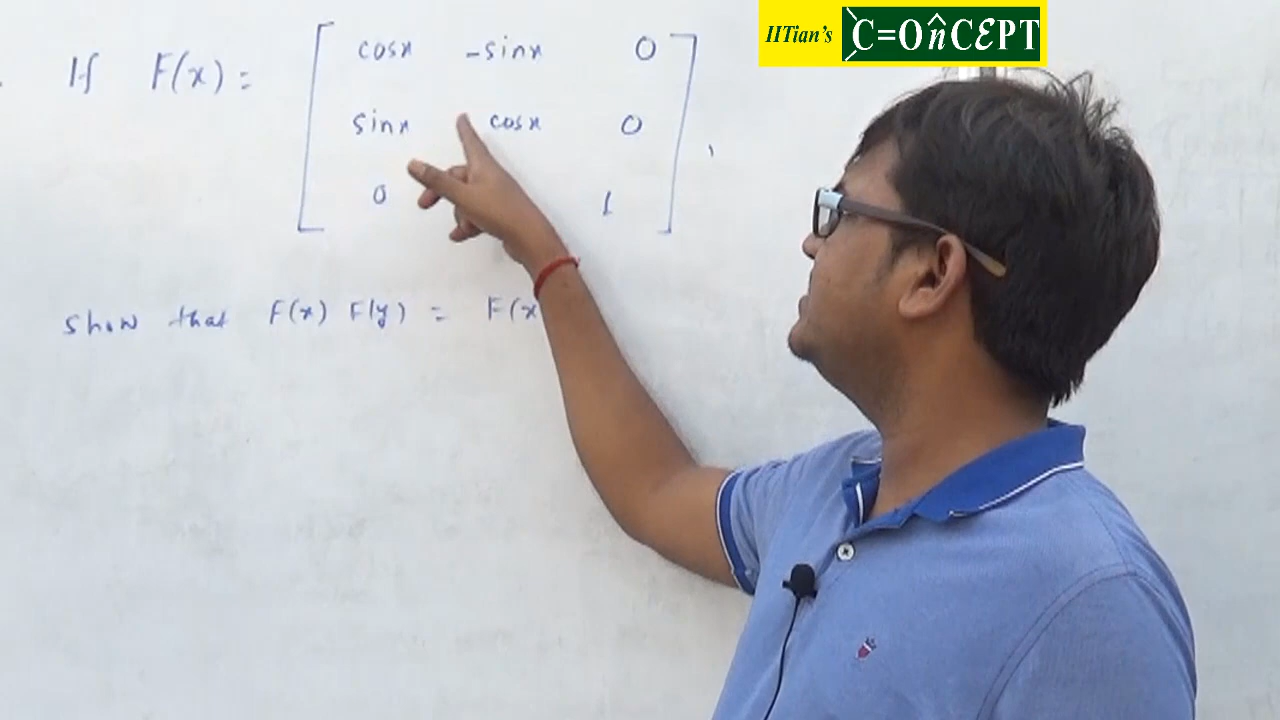 IITian's C=OnCEPT
If F(x) = cosx -sinx 0
sinx cosx 0 ,
0 1
show that F(x) F(y) = F(x